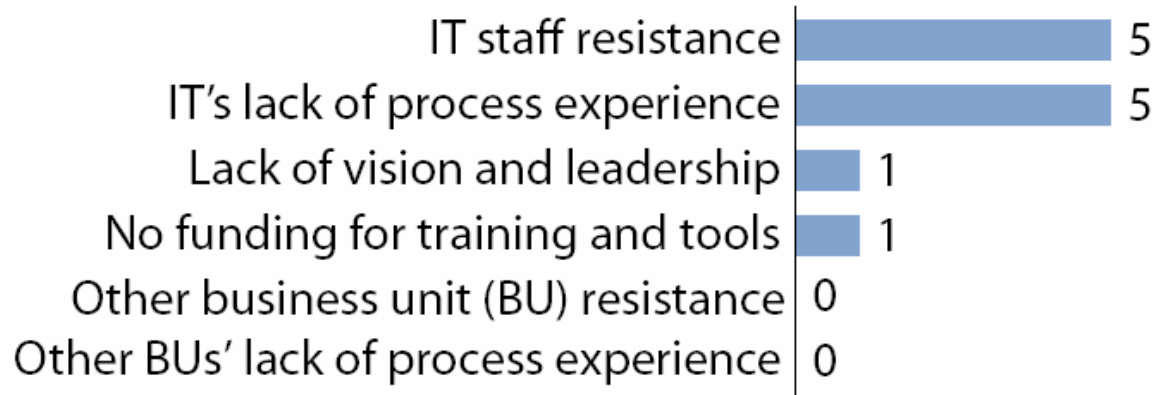 IT staff resistance 5
IT’s lack of process experience 5
Lack of vision and leadership 1
No funding for training and tools 1
Other business unit (BU) resistance 0
Other BUs’ lack of process experience 0